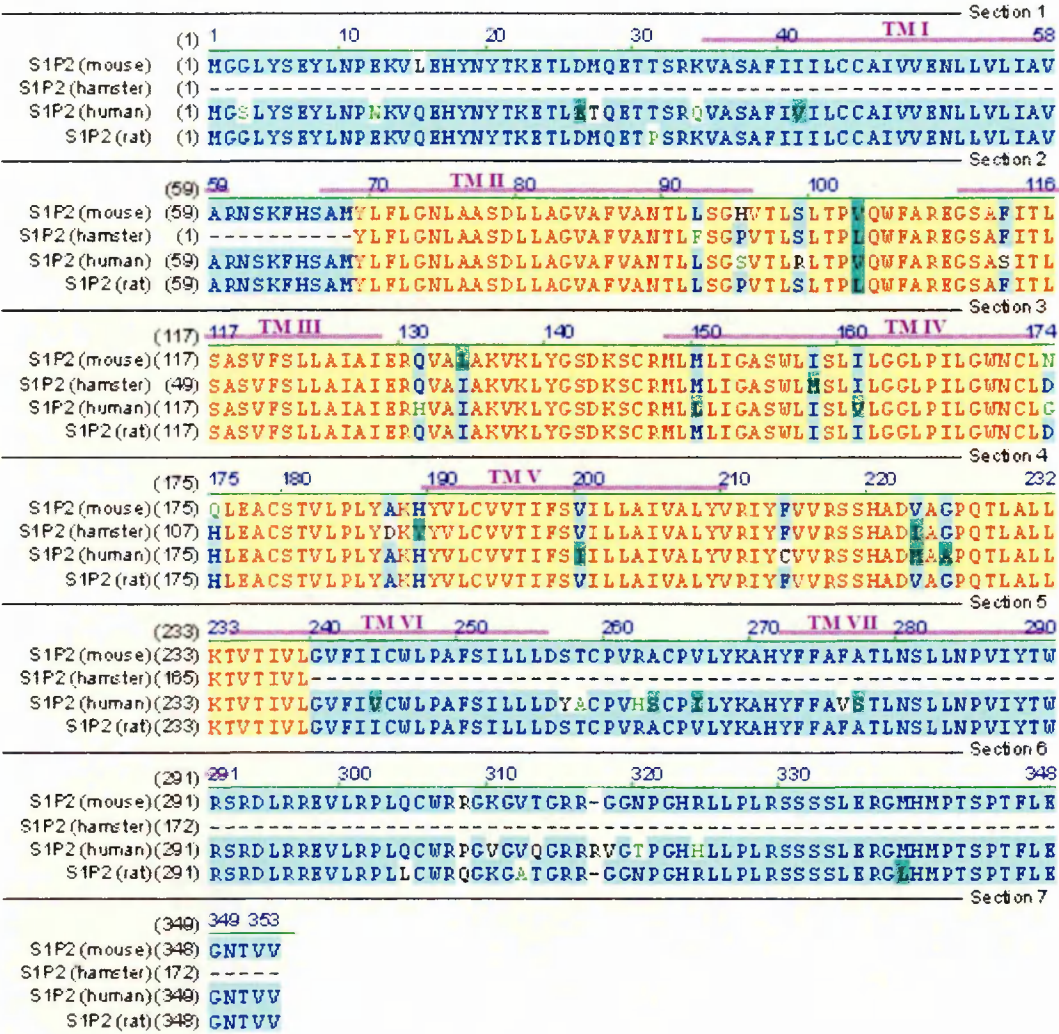 Section 1
(1) 1 10 20 30 40 TM I 58
S1P2 (mouse) (1) MGGLYSEYLNPEKVLEHYNYTKETLDMQETTSRKVASAFIIILCCAIVVENLLVLIAV
S1P2 (hamster) (1) ----------------------------------------------------------
S1P2 (human) (1) MGSLYSEYLNPNKVQEHYNYTKETLETQETTSRQVASAFIVILCCAIVVENLLVLIAV
S1P2 (rat) (1) MGGLYSEYLNPEKVQEHYNYTKETLDMQETPSRKVASAFIIILCCAIVVENLLVLIAV
Section 2
(59) 59 70 TM II 80 90 100 116
S1P2 (mouse) (59) ARNSKFHSAMYLFLGNLAASDLLAGVAFVANTLLSGHVTLSLTPVQWFAREGSAFITL
S1P2 (hamster) (1) ----------YLFLGNLAASDLLAGVAFVANTLFSGPVTLSLTPLQWFAREGSAFITL
S1P2 (human) (59) ARNSKFHSAMYLFLGNLAASDLLAGVAFVANTLLSGSVTLRLTPVQWFAREGSASITL
S1P2 (rat) (59) ARNSKFHSAMYLFLGNLAASDLLAGVAFVANTLLSGPVTLSLTPLQWFAREGSAFITL
Section 3
(117) 117 TM III 130 140 150 160 TM IV 174
S1P2 (mouse) (117) SASVFSLLAIAIERQVAIAKVKLYGSDKSCRMLMLIGASWLISLILGGLPILGWNCLN
S1P2 (hamster) (49) SASVFSLLAIAIERQVAIAKVKLYGSDKSCRMLMLIGASWLMSLILGGLPILGWNCLD
S1P2 (human) (117) SASVFSLLAIAIERHVAIAKVKLYGSDKSCRMLLLIGASWLISLVLGGLPILGWNCLG
S1P2 (rat) (117) SASVFSLLAIAIERQVAIAKVKLYGSDKSCRMLMLIGASWLISLILGGLPILGWNCLD
Section 4
(175) 175 180 190 TM V 200 210 220 232
S1P2 (mouse) (175) QLEACSTVLPLYAKHYVLCVVTIFSVILLAIVALYVRIYFVVRSSHADVAGPQTLALL
S1P2 (hamster) (107) HLEACSTVLPLYDKYYVLCVVTIFSVILLAIVALYVRIYFVVRSSHADIAGPQTLALL
S1P2 (human) (175) HLEACSTVLPLYAKHYVLCVVTIFSIILLAIVALYVRIYCVVRSSHADMAAPQTLALL
S1P2 (rat) (175) HLEACSTVLPLYAKHYVLCVVTIFSVILLAIVALYVRIYFVVRSSHADVAGPQTLALL
Section 5
(233) 233 240 TM VI 250 260 270 TM VII 280 290
S1P2 (mouse) (233) KTVTIVLGVFIICWLPAFSILLLDSTCPVRACPVLYKAHYFFAFATLNSLLNPVIYTW
S1P2 (hamster) (165) KTVTIVL---------------------------------------------------
S1P2 (human) (233) KTVTIVLGVFIVCWLPAFSILLLDYACPVHSCPILYKAHYFFAVSTLNSLLNPVIYTW
S1P2 (rat) (233) KTVTIVLGVFIICWLPAFSILLLDSTCPVRACPVLYKAHYFFAFATLNSLLNPVIYTW
Section 6
(291) 291 300 310 320 330 348
S1P2 (mouse) (291) RSRDLRREVLRPLQCWRRGKGVTGRR-GGNPGHRLLPLRSSSSLERGMHMPTSPTFLE
S1P2 (hamster) (172) ----------------------------------------------------------
S1P2 (human) (291) RSRDLRREVLRPLQCWRPGVGVQGRRRVGTPGHHLLPLRSSSSLERGMHMPTSPTFLE
S1P2 (rat) (291) RSRDLRREVLRPLLCWRQGKGATGRR-GGNPGHRLLPLRSSSSLERGLHMPTSPTFLE
Section 7
(349) 349 353
S1P2 (mouse) (348) GNTVV
S1P2 (hamster) (172) -----
S1P2 (human) (349) GNTVV
S1P2 (rat) (348) GNTVV